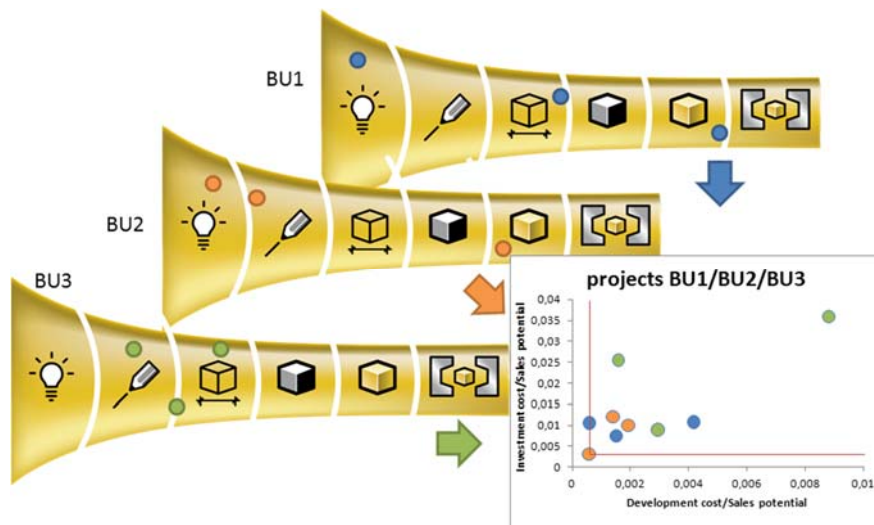 BU1
BU2
BU3
projects BU1/BU2/BU3
Investment cost/Sales potential
0,04
0,035
0,03
0,025
0,02
0,015
0,01
0,005
0
0 0,002 0,004 0,006 0,008 0,01
Development cost/Sales potential